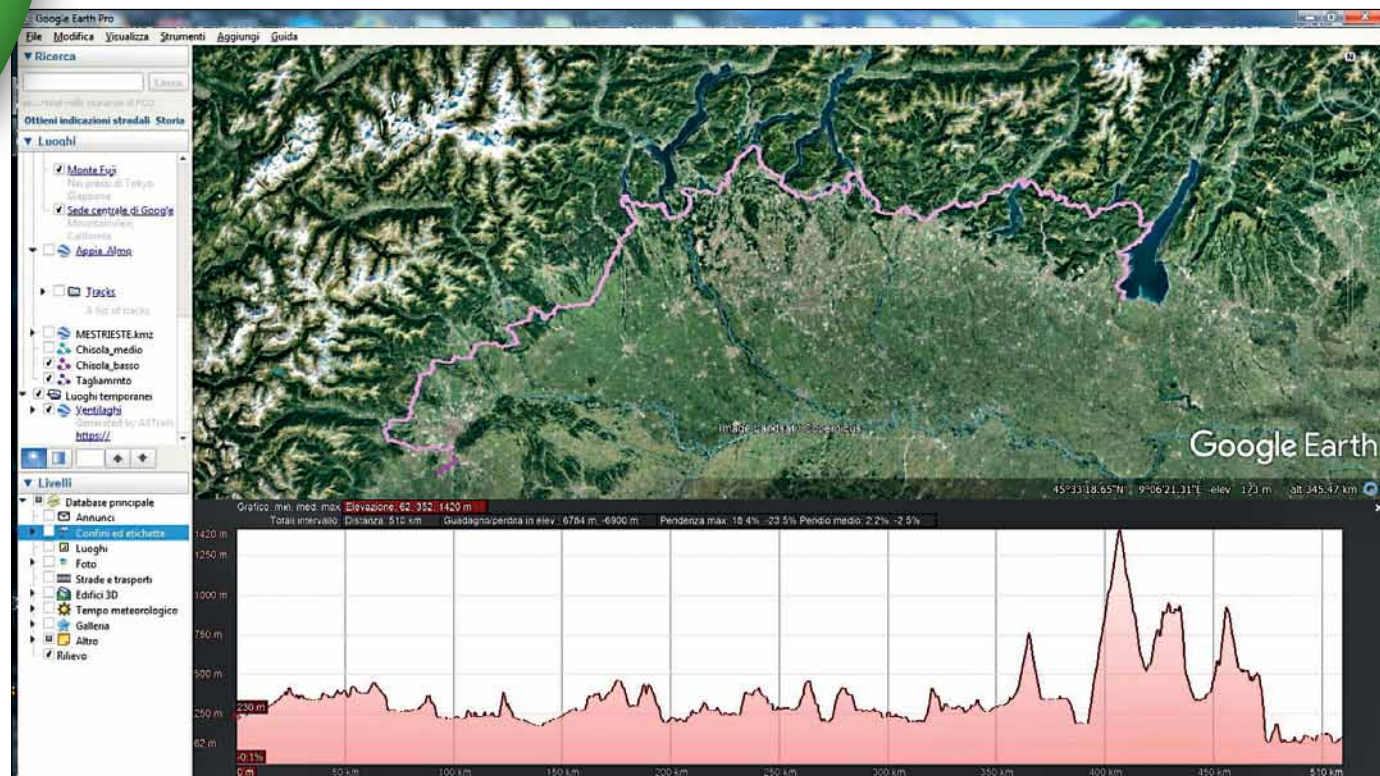 Google Earth Pro
File Modifica Visualizza Strumenti Aggiungi Guida
Ricerca
Cerca
Ottieni indicazioni stradali Storia
Luoghi
Monte Fuji
Nei pressi di Tokyo,
Giappone
Sede centrale di Google
Mountainview,
California
Appia_Almo
Tracks
A list of tracks
MESTRIESTE.kmz
Chisola_medio
Chisola_basso
Tagliammnto
Luoghi temporanei
Ventilaghi
Generated by AllTrails
https://
Livelli
Database principale
Annunci
Confini ed etichette
Luoghi
Foto
Strade e trasporti
Edifici 3D
Tempo meteorologico
Galleria
Altro
Rilievo
N
Image Landsat / Copernicus
Google Earth
45°33'18.65"N 9°06'21.31"E elev 173 m alt 345.47 km
Grafico: min, med, max Elevazione: 62, 352, 1420 m
Totali intervallo: Distanza: 510 km Guadagno/perdita in elev.: 6784 m, -6900 m Pendenza max: 18.4%, -23.5% Pendio medio: 2.2%, -2.5%
1420 m
1250 m
1000 m
750 m
500 m
250 m
230 m
62 m
-0.1%
0 m 50 km 100 km 150 km 200 km 250 km 300 km 350 km 400 km 450 km 510 km